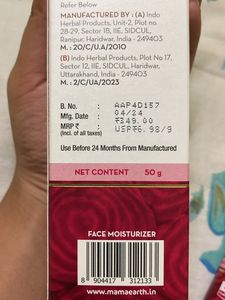 Refer Below
MANUFACTURED BY : (A) Indo
Herbal Products, Unit-2, Plot no.
28-29, Sector 1B, IIE, SIDCUL,
Ranipur, Haridwar, India - 249403
M. : 20/C/UA/2010
(B) Indo Herbal Products, Plot No 17,
Sector 12, IIE, SIDCUL, Haridwar,
Uttarakhand, India - 249403
M. : 2/UA/2023
B. No. : AAP4D157
Mfg. Date : 04/24
MRP ₹ : ₹349.00
(Incl. of all taxes) USP₹6.98/g
Use Before 24 Months From Manufactured
NET CONTENT 50 g
FACE MOISTURIZER
8 904417 312133
www.mamaearth.in